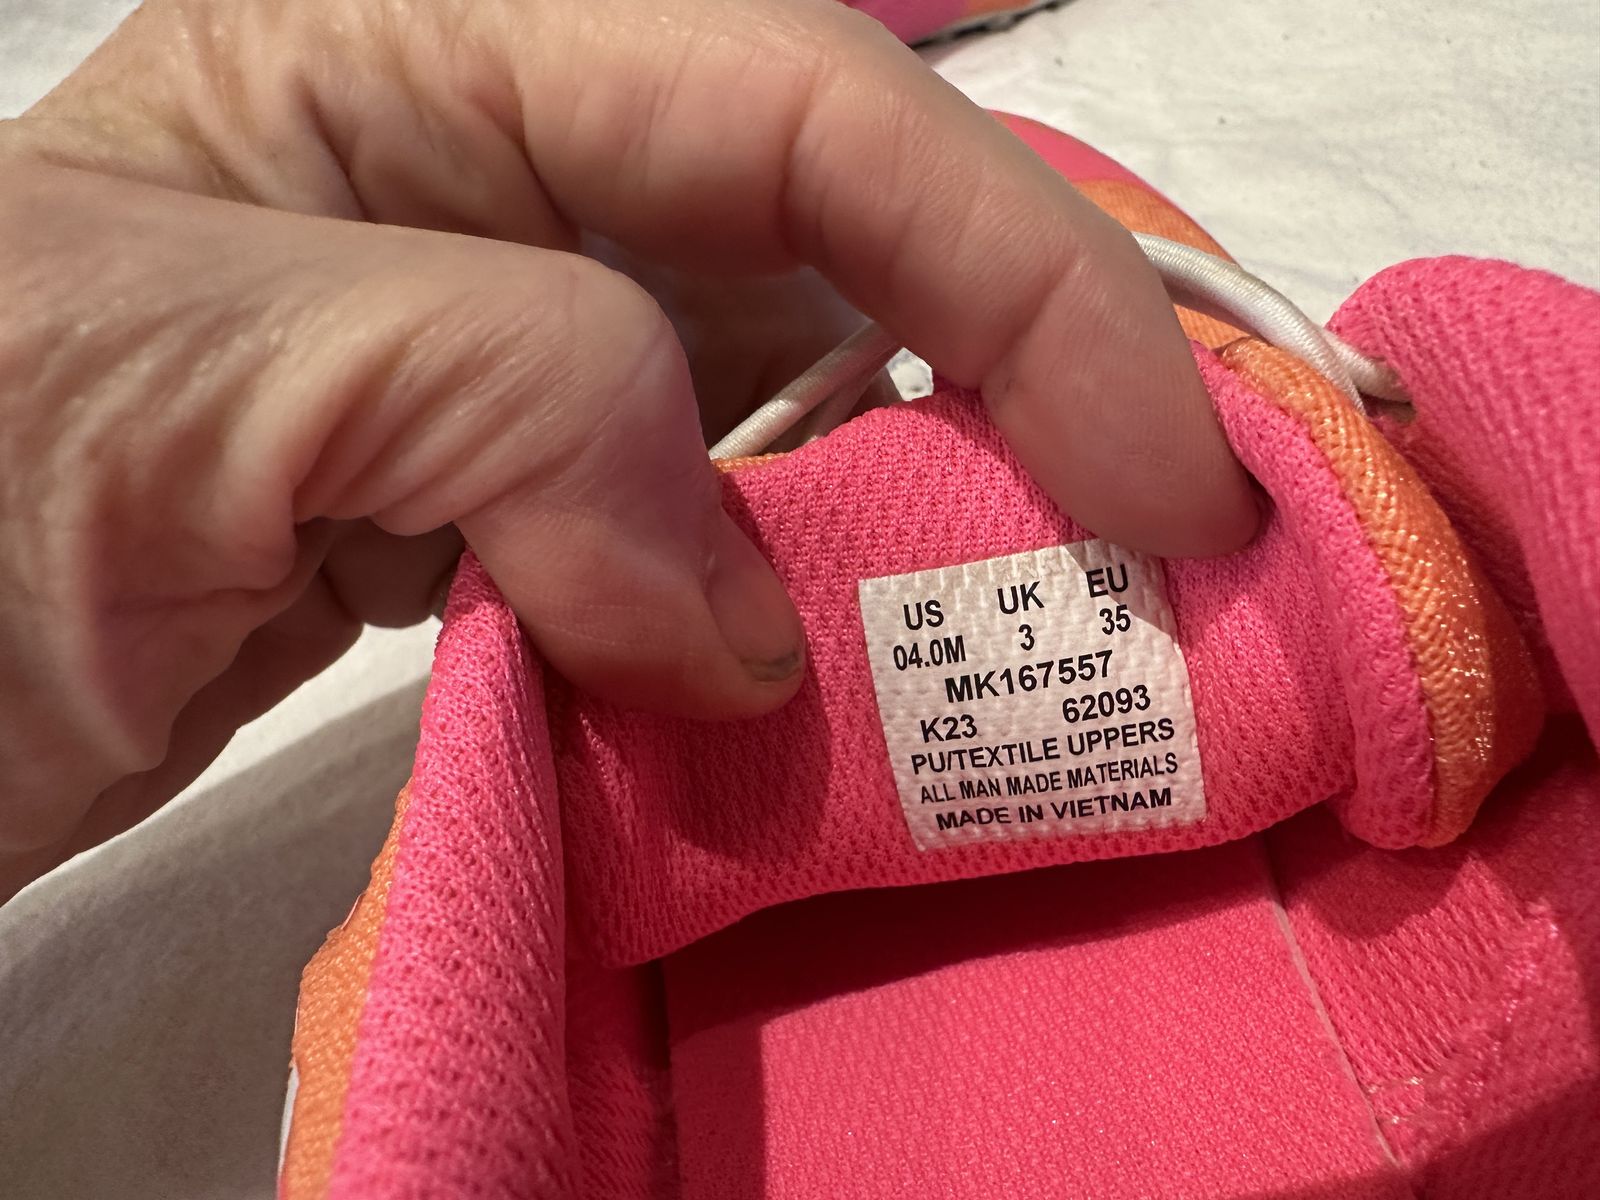 US UK EU
04.0M 3 35
MK167557
K23 62093
PU/TEXTILE UPPERS
ALL MAN MADE MATERIALS
MADE IN VIETNAM